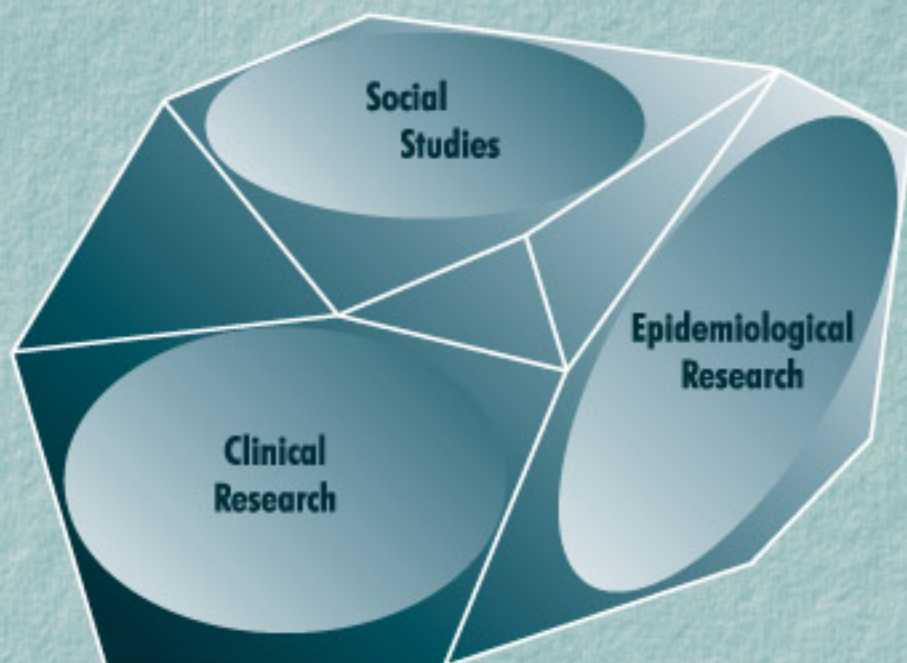 Social
Studies
Epidemiological
Research
Clinical
Research